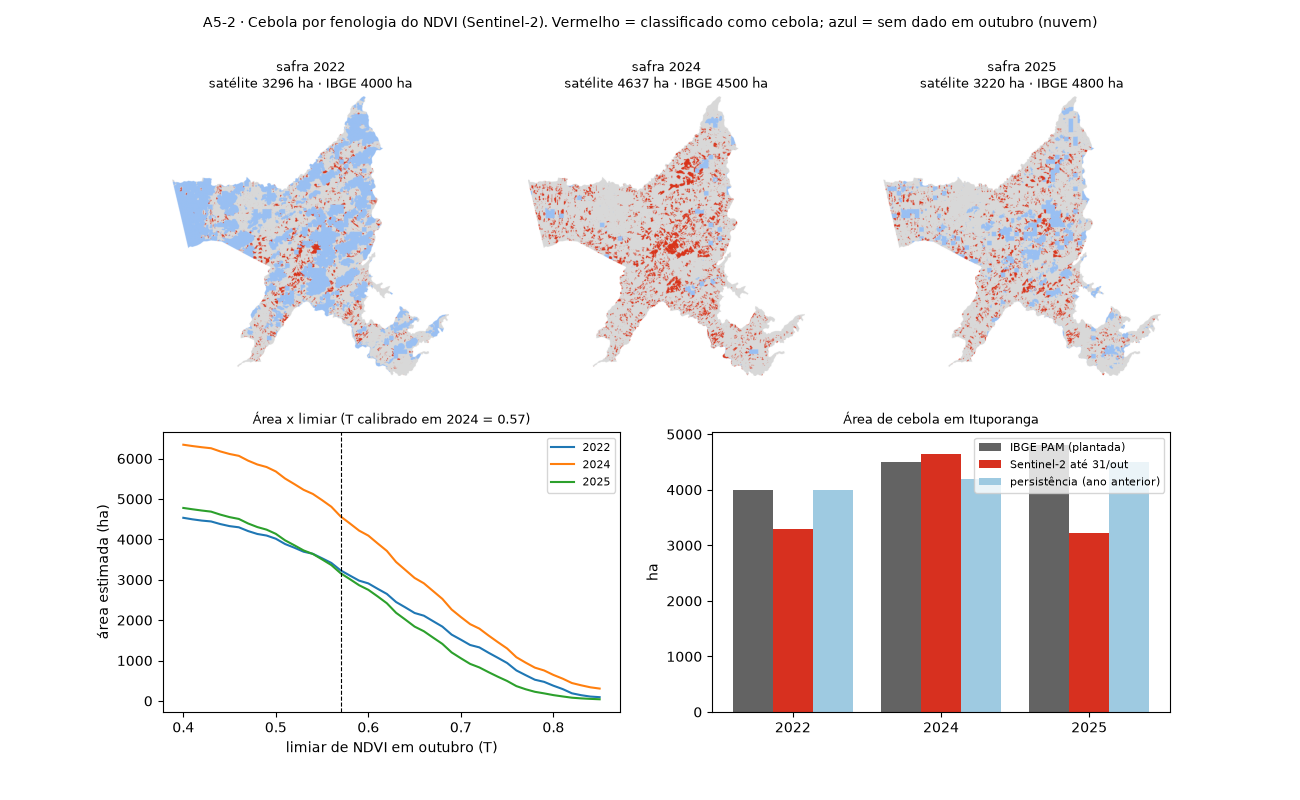 A5-2 · Cebola por fenologia do NDVI (Sentinel-2). Vermelho = classificado como cebola; azul = sem dado em outubro (nuvem)
safra 2022
satélite 3296 ha · IBGE 4000 ha
safra 2024
satélite 4637 ha · IBGE 4500 ha
safra 2025
satélite 3220 ha · IBGE 4800 ha
Área x limiar (T calibrado em 2024 = 0.57)
2022
2024
2025
6000
5000
4000
3000
2000
1000
0
área estimada (ha)
0.4
0.5
0.6
0.7
0.8
limiar de NDVI em outubro (T)
Área de cebola em Ituporanga
IBGE PAM (plantada)
Sentinel-2 até 31/out
persistência (ano anterior)
5000
4000
3000
2000
1000
0
ha
2022
2024
2025